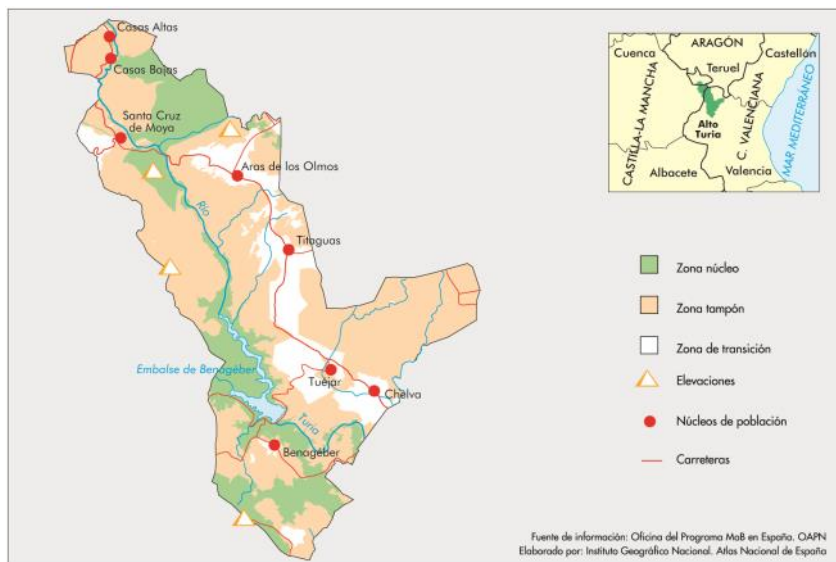 Casas Altas
Casas Bajas
Santa Cruz
de Moya
Aras de los Olmos
Río
Titaguas
Embalse de Benagéber
Tuéjar
Chelva
Turia
Benagéber
ARAGÓN
Cuenca
Teruel
Castellón
CASTILLA-LA MANCHA
Alto
Turia
C. VALENCIANA
MAR MEDITERRÁNEO
Albacete
Valencia
Zona núcleo
Zona tampón
Zona de transición
Elevaciones
Núcleos de población
Carreteras
Fuente de información: Oficina del Programa MaB en España. OAPN
Elaborado por: Instituto Geográfico Nacional. Atlas Nacional de España